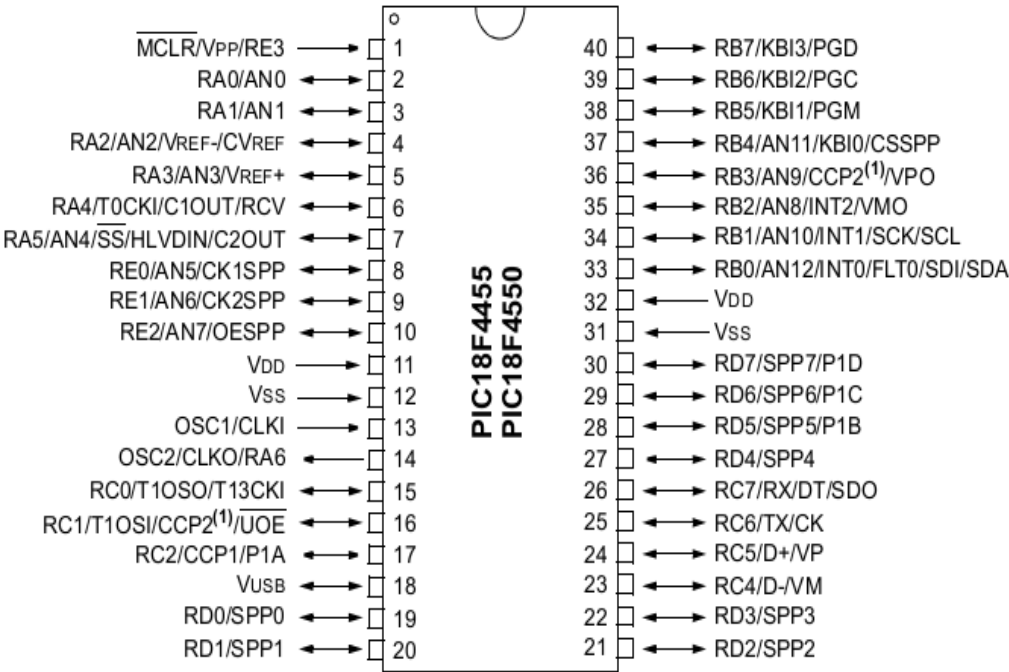 MCLR/VPP/RE3 1
RA0/AN0 2
RA1/AN1 3
RA2/AN2/VREF-/CVREF 4
RA3/AN3/VREF+ 5
RA4/T0CKI/C1OUT/RCV 6
RA5/AN4/SS/HLVDIN/C2OUT 7
RE0/AN5/CK1SPP 8
RE1/AN6/CK2SPP 9
RE2/AN7/OESPP 10
VDD 11
VSS 12
OSC1/CLKI 13
OSC2/CLKO/RA6 14
RC0/T1OSO/T13CKI 15
RC1/T1OSI/CCP2(1)/UOE 16
RC2/CCP1/P1A 17
VUSB 18
RD0/SPP0 19
RD1/SPP1 20
PIC18F4455
PIC18F4550
40 RB7/KBI3/PGD
39 RB6/KBI2/PGC
38 RB5/KBI1/PGM
37 RB4/AN11/KBI0/CSSPP
36 RB3/AN9/CCP2(1)/VPO
35 RB2/AN8/INT2/VMO
34 RB1/AN10/INT1/SCK/SCL
33 RB0/AN12/INT0/FLT0/SDI/SDA
32 VDD
31 VSS
30 RD7/SPP7/P1D
29 RD6/SPP6/P1C
28 RD5/SPP5/P1B
27 RD4/SPP4
26 RC7/RX/DT/SDO
25 RC6/TX/CK
24 RC5/D+/VP
23 RC4/D-/VM
22 RD3/SPP3
21 RD2/SPP2